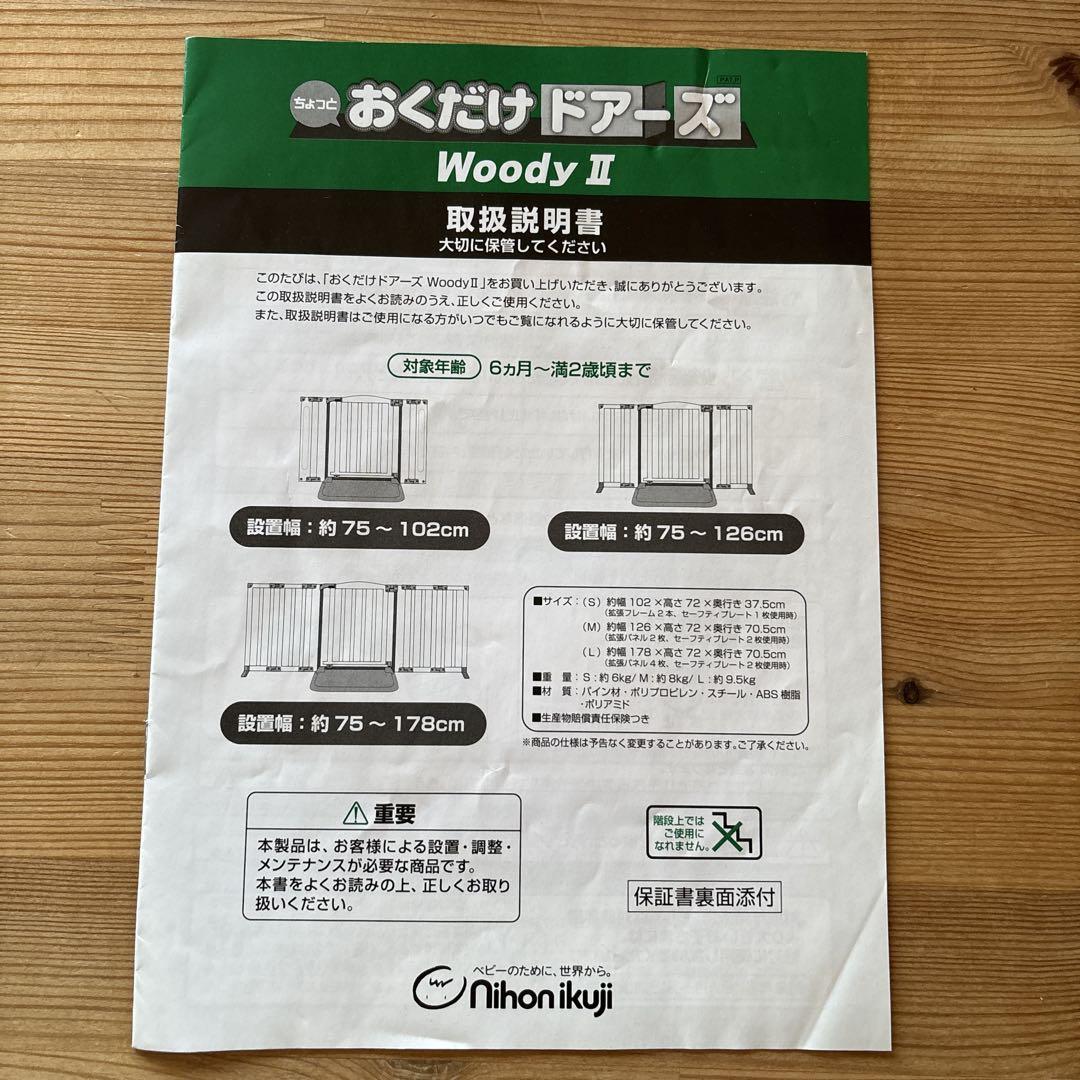 ちょっと おくだけドアーズ PAT.P
Woody Ⅱ
取扱説明書
大切に保管してください
このたびは、「おくだけドアーズ WoodyⅡ」をお買い上げいただき、誠にありがとうございます。
この取扱説明書をよくお読みのうえ、正しくご使用ください。
また、取扱説明書はご使用になる方がいつでもご覧になれるように大切に保管してください。
対象年齢 6ヵ月〜満2歳頃まで
設置幅：約 75 〜 102cm
設置幅：約 75 〜 126cm
設置幅：約 75 〜 178cm
■サイズ：（S）約幅 102 ×高さ 72 ×奥行き 37.5cm
（拡張フレーム 2 本、セーフティプレート 1 枚使用時）
（M）約幅 126 ×高さ 72 ×奥行き 70.5cm
（拡張パネル 2 枚、セーフティプレート 2 枚使用時）
（L）約幅 178 ×高さ 72 ×奥行き 70.5cm
（拡張パネル 4 枚、セーフティプレート 2 枚使用時）
■重 量：S：約 6kg/ M：約 8kg/ L：約 9.5kg
■材 質：パイン材・ポリプロピレン・スチール・ABS 樹脂
・ポリアミド
■生産物賠償責任保険つき
※商品の仕様は予告なく変更することがあります。ご了承ください。
重要
本製品は、お客様による設置・調整・
メンテナンスが必要な商品です。
本書をよくお読みの上、正しくお取り
扱いください。
階段上では
ご使用に
なれません。
保証書裏面添付
ベビーのために、世界から。
nihon ikuji